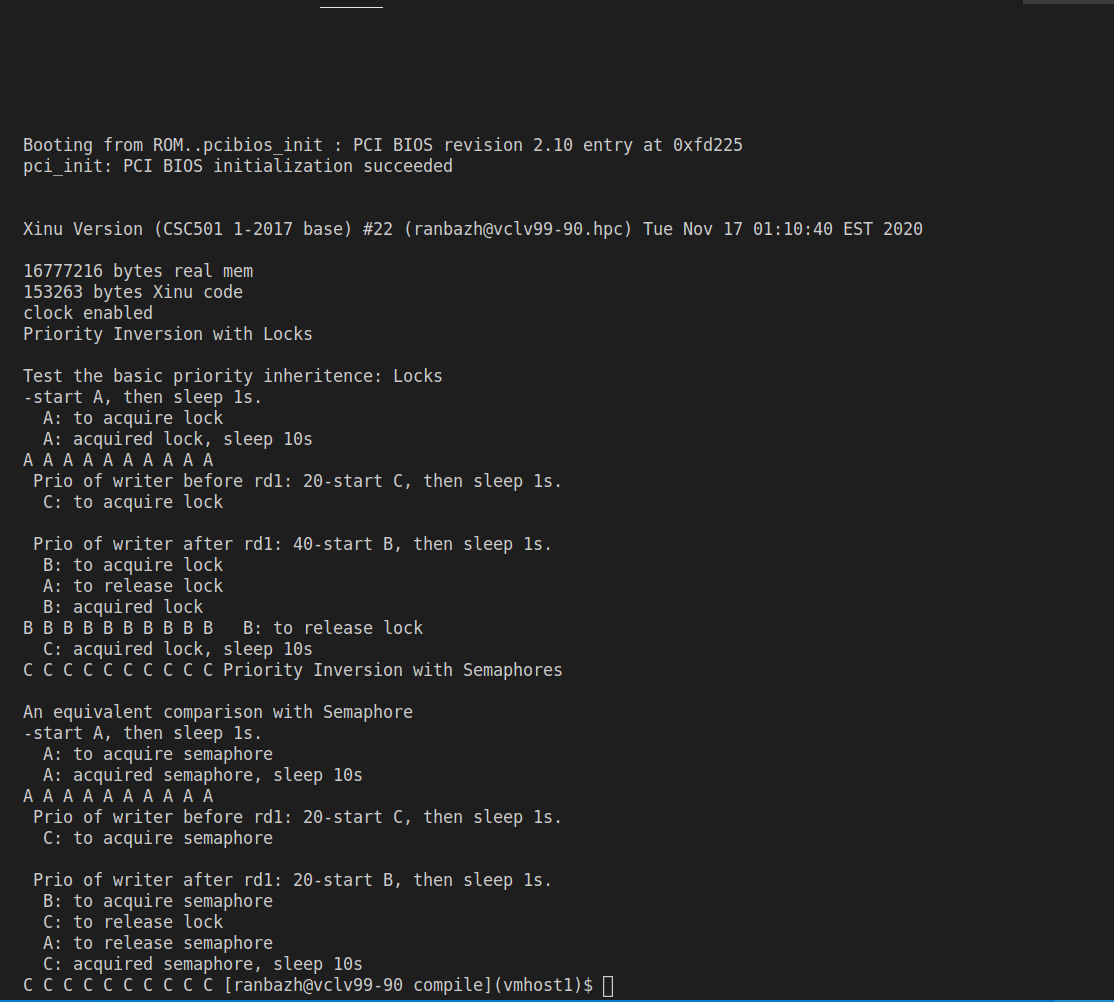 Booting from ROM..pcibios_init : PCI BIOS revision 2.10 entry at 0xfd225
pci_init: PCI BIOS initialization succeeded
Xinu Version (CSC501 1-2017 base) #22 (ranbazh@vclv99-90.hpc) Tue Nov 17 01:10:40 EST 2020
16777216 bytes real mem
153263 bytes Xinu code
clock enabled
Priority Inversion with Locks
Test the basic priority inheritence: Locks
-start A, then sleep 1s.
A: to acquire lock
A: acquired lock, sleep 10s
A A A A A A A A A A
Prio of writer before rd1: 20-start C, then sleep 1s.
C: to acquire lock
Prio of writer after rd1: 40-start B, then sleep 1s.
B: to acquire lock
A: to release lock
B: acquired lock
B B B B B B B B B B   B: to release lock
C: acquired lock, sleep 10s
C C C C C C C C C C Priority Inversion with Semaphores
An equivalent comparison with Semaphore
-start A, then sleep 1s.
A: to acquire semaphore
A: acquired semaphore, sleep 10s
A A A A A A A A A A
Prio of writer before rd1: 20-start C, then sleep 1s.
C: to acquire semaphore
Prio of writer after rd1: 20-start B, then sleep 1s.
B: to acquire semaphore
C: to release lock
A: to release semaphore
C: acquired semaphore, sleep 10s
C C C C C C C C C C [ranbazh@vclv99-90 compile](vmhost1)$